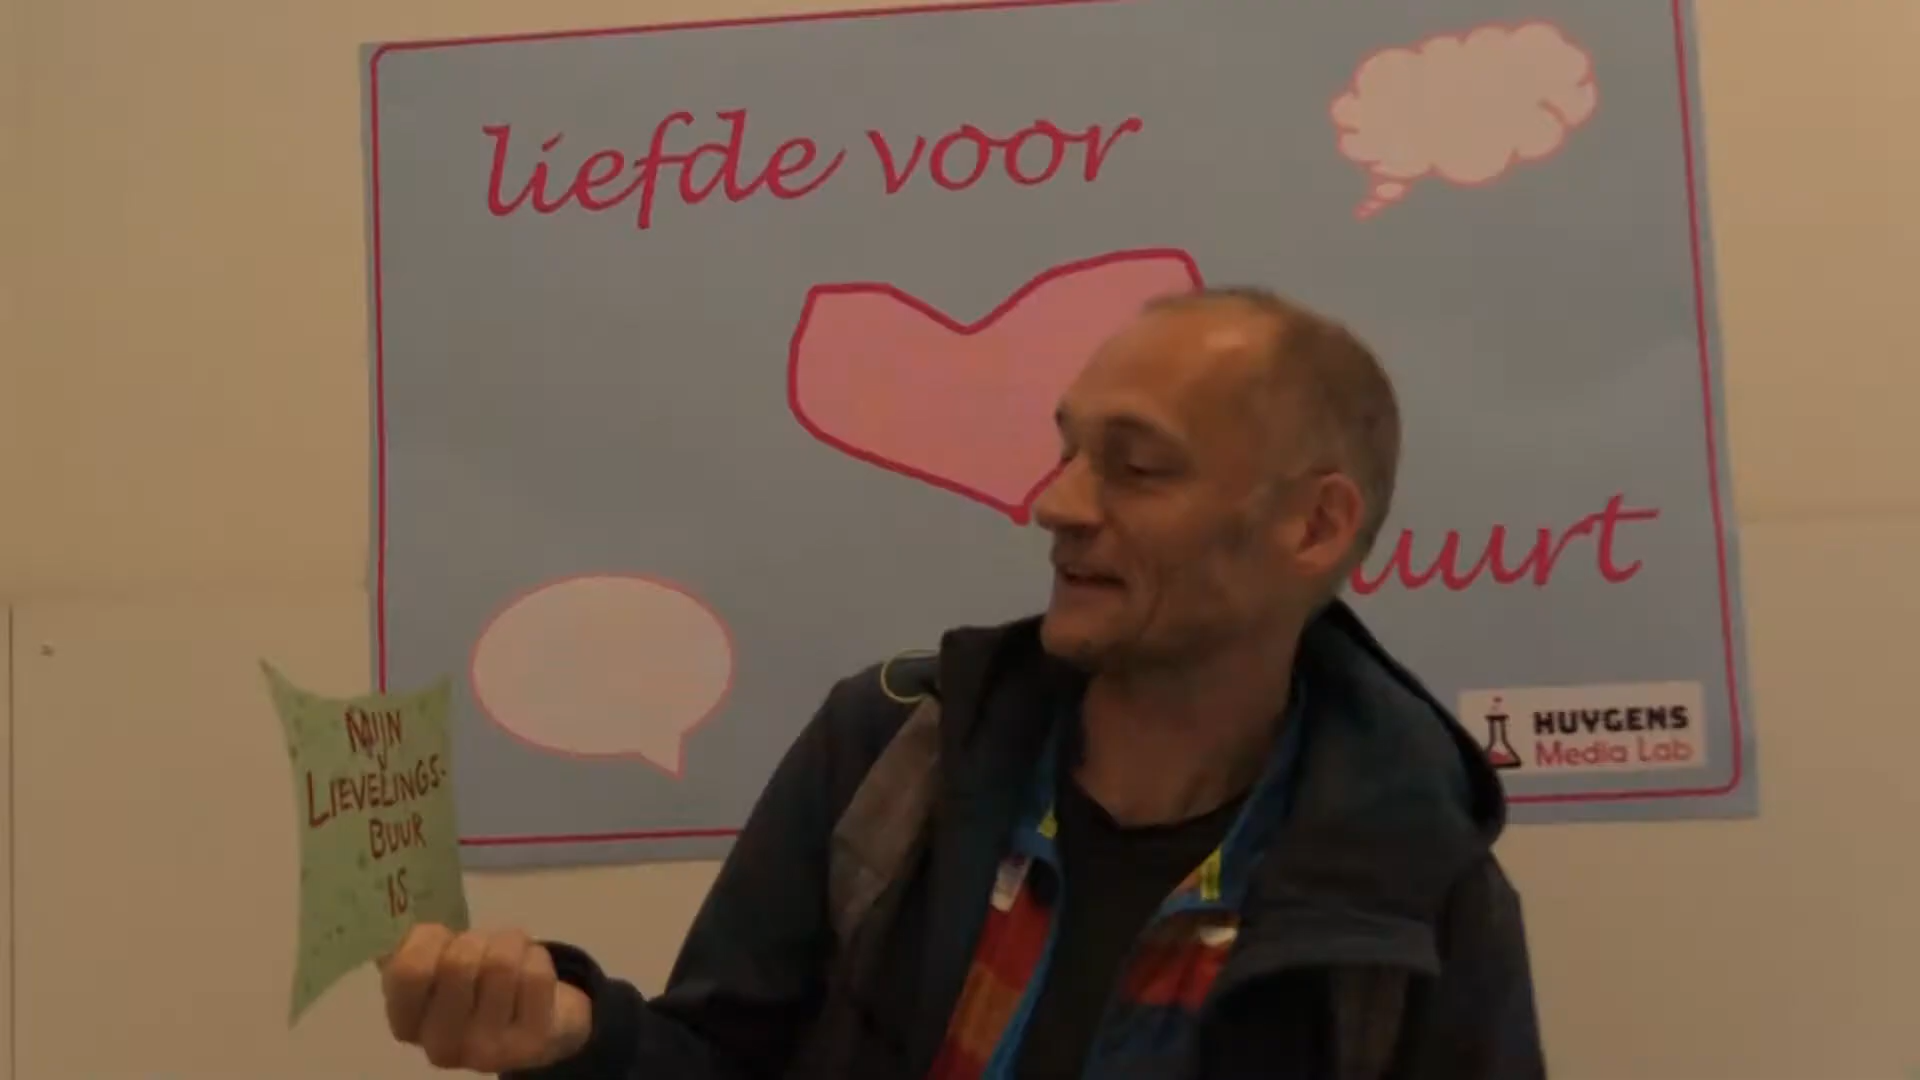 liefde voor
uurt
MIJN
LIEVELINGS-
BUUR
IS
HUYGENS
Media Lab